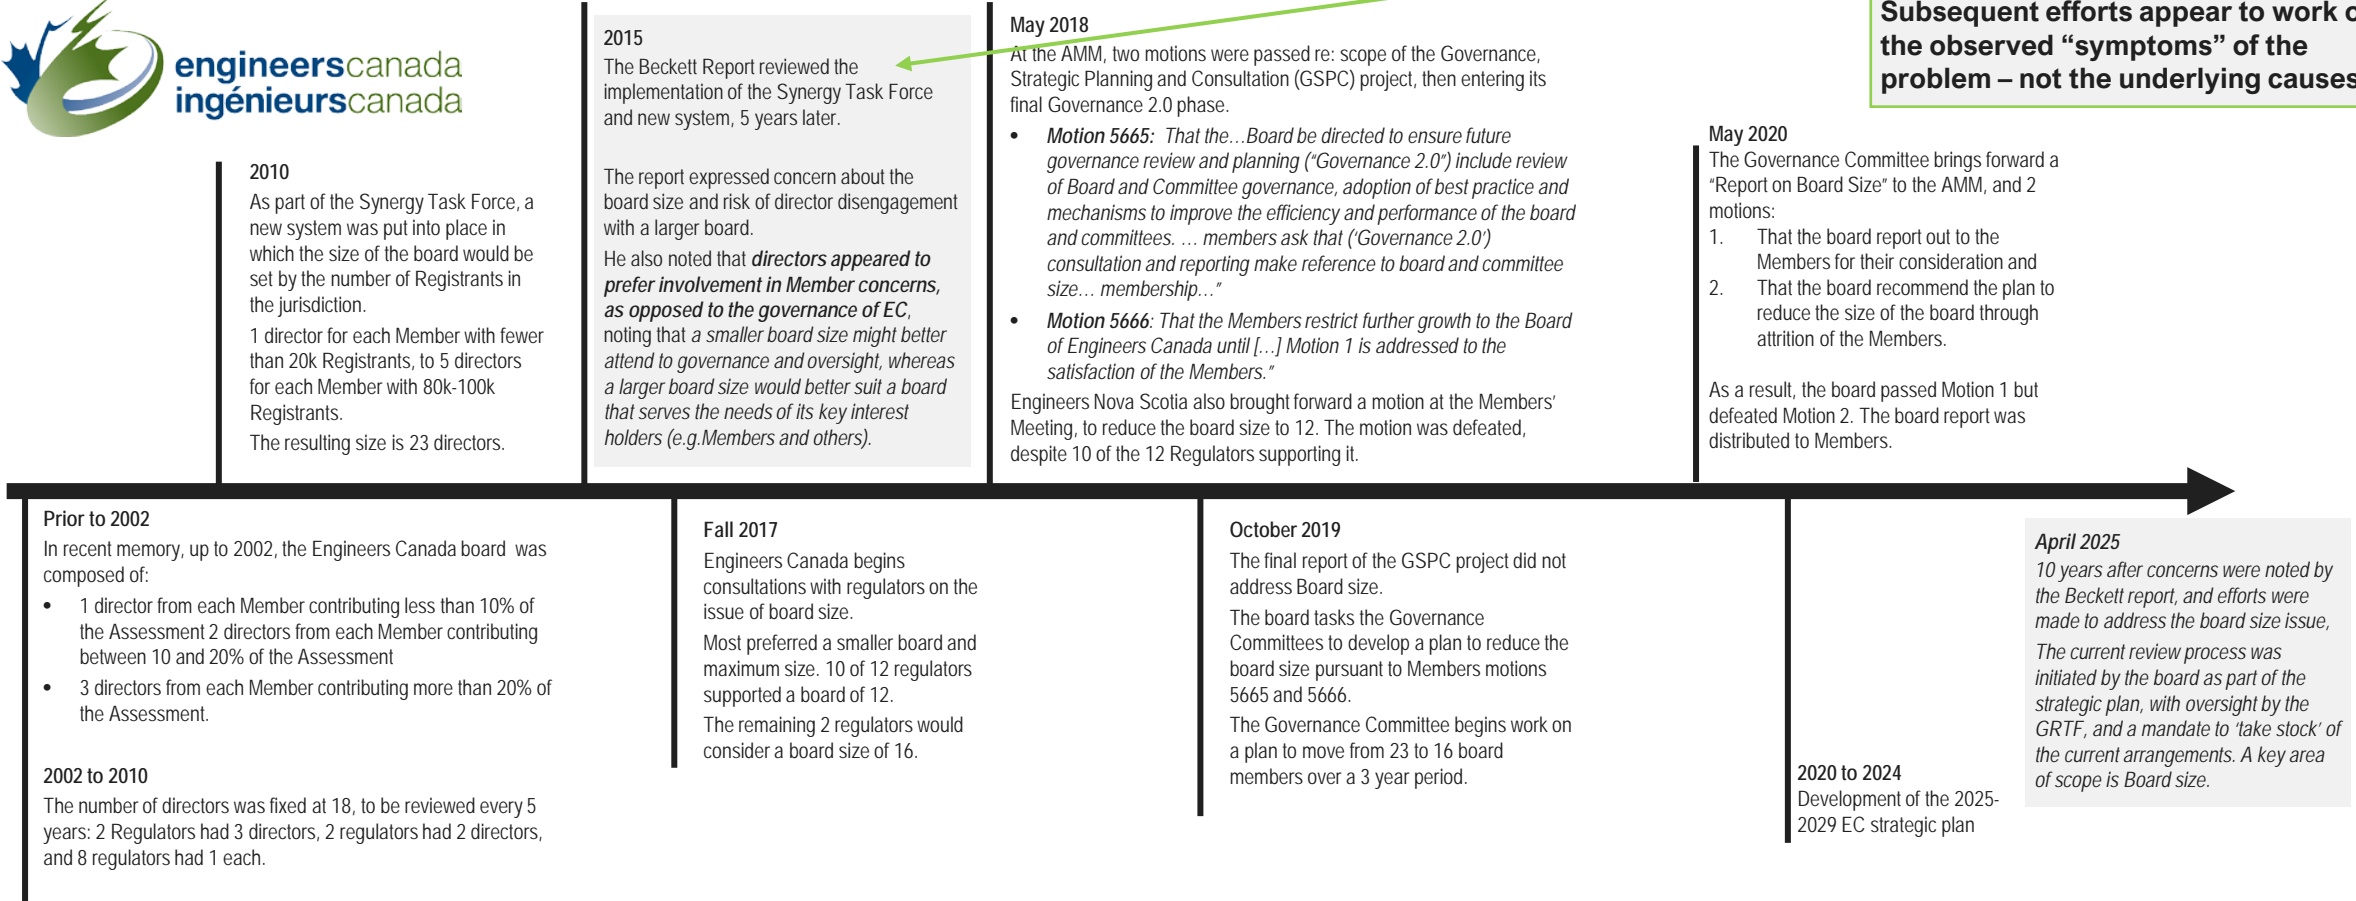 engineerscanada
ingénieurscanada
2010
As part of the Synergy Task Force, a
new system was put into place in
which the size of the board would be
set by the number of Registrants in
the jurisdiction.
1 director for each Member with fewer
than 20k Registrants, to 5 directors
for each Member with 80k-100k
Registrants.
The resulting size is 23 directors.
2015
The Beckett Report reviewed the
implementation of the Synergy Task Force
and new system, 5 years later.
The report expressed concern about the
board size and risk of director disengagement
with a larger board.
He also noted that directors appeared to
prefer involvement in Member concerns,
as opposed to the governance of EC,
noting that a smaller board size might better
attend to governance and oversight, whereas
a larger board size would better suit a board
that serves the needs of its key interest
holders (e.g.Members and others).
May 2018
At the AMM, two motions were passed re: scope of the Governance,
Strategic Planning and Consultation (GSPC) project, then entering its
final Governance 2.0 phase.
• Motion 5665: That the…Board be directed to ensure future
governance review and planning ("Governance 2.0") include review
of Board and Committee governance, adoption of best practice and
mechanisms to improve the efficiency and performance of the board
and committees. … members ask that ('Governance 2.0')
consultation and reporting make reference to board and committee
size… membership…"
• Motion 5666: That the Members restrict further growth to the Board
of Engineers Canada until […] Motion 1 is addressed to the
satisfaction of the Members."
Engineers Nova Scotia also brought forward a motion at the Members'
Meeting, to reduce the board size to 12. The motion was defeated,
despite 10 of the 12 Regulators supporting it.
Subsequent efforts appear to work
the observed "symptoms" of the
problem – not the underlying causes
May 2020
The Governance Committee brings forward a
"Report on Board Size" to the AMM, and 2
motions:
1. That the board report out to the
Members for their consideration and
2. That the board recommend the plan to
reduce the size of the board through
attrition of the Members.
As a result, the board passed Motion 1 but
defeated Motion 2. The board report was
distributed to Members.
Prior to 2002
In recent memory, up to 2002, the Engineers Canada board was
composed of:
• 1 director from each Member contributing less than 10% of
the Assessment 2 directors from each Member contributing
between 10 and 20% of the Assessment
• 3 directors from each Member contributing more than 20% of
the Assessment.
2002 to 2010
The number of directors was fixed at 18, to be reviewed every 5
years: 2 Regulators had 3 directors, 2 regulators had 2 directors,
and 8 regulators had 1 each.
Fall 2017
Engineers Canada begins
consultations with regulators on the
issue of board size.
Most preferred a smaller board and
maximum size. 10 of 12 regulators
supported a board of 12.
The remaining 2 regulators would
consider a board size of 16.
October 2019
The final report of the GSPC project did not
address Board size.
The board tasks the Governance
Committees to develop a plan to reduce the
board size pursuant to Members motions
5665 and 5666.
The Governance Committee begins work on
a plan to move from 23 to 16 board
members over a 3 year period.
2020 to 2024
Development of the 2025-
2029 EC strategic plan
April 2025
10 years after concerns were noted by
the Beckett report, and efforts were
made to address the board size issue,
The current review process was
initiated by the board as part of the
strategic plan, with oversight by the
GRTF, and a mandate to 'take stock' of
the current arrangements. A key area
of scope is Board size.